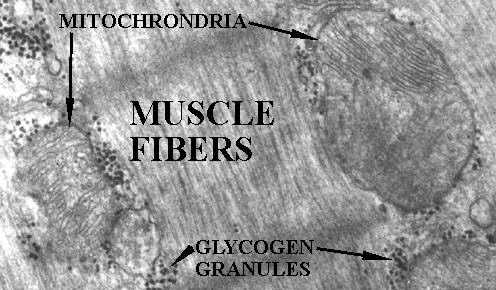 MITOCHRONDRIA
MUSCLE
FIBERS
GLYCOGEN
GRANULES